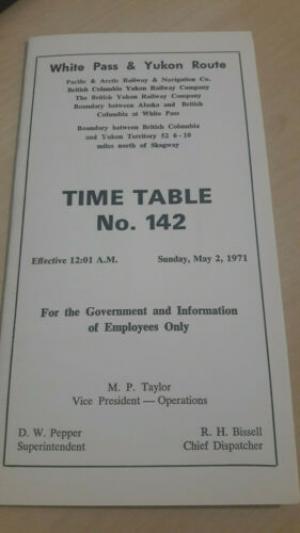 White Pass & Yukon Route
Pacific & Arctic Railway & Navigation Co.
British Columbia Yukon Railway Company
The British Yukon Railway Company
Boundary between Alaska and British
Columbia at White Pass
Boundary between British Columbia
and Yukon Territory 52 6-10
miles north of Skagway
TIME TABLE
No. 142
Effective 12:01 A.M. Sunday, May 2, 1971
For the Government and Information
of Employees Only
M. P. Taylor
Vice President — Operations
D. W. Pepper R. H. Bissell
Superintendent Chief Dispatcher